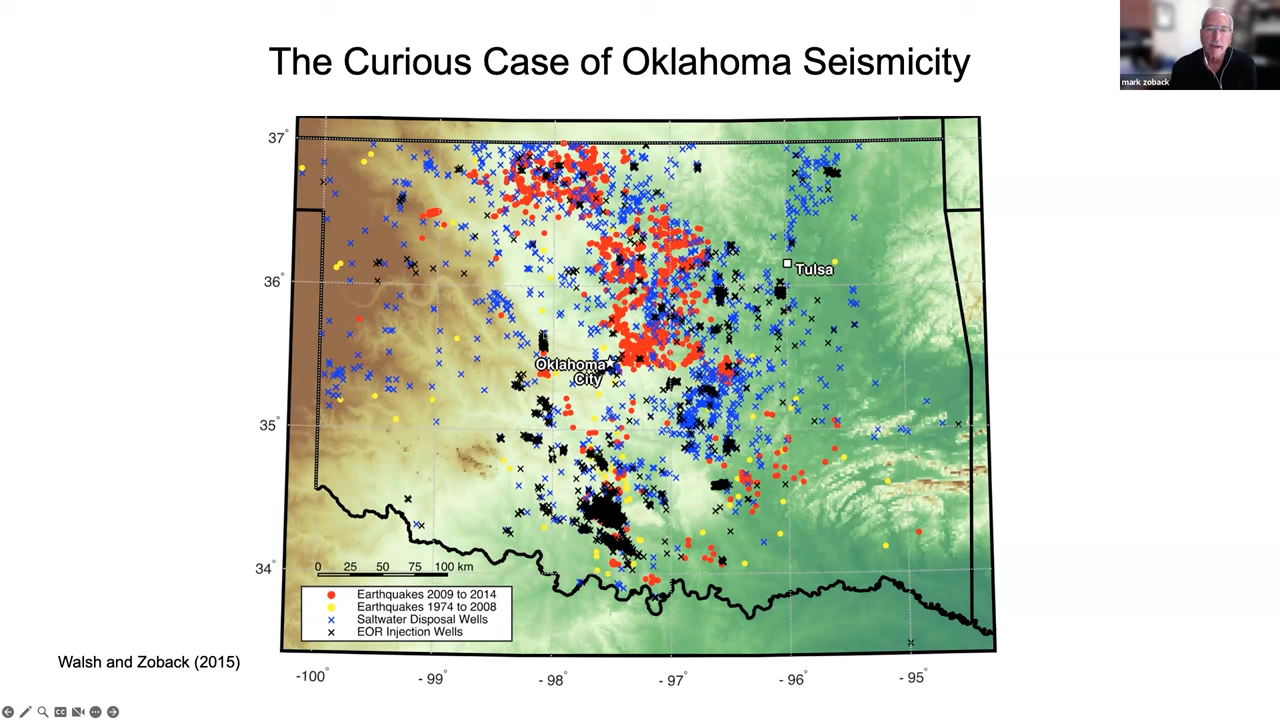 The Curious Case of Oklahoma Seismicity
mark zoback
37°
36°
35°
34°
Tulsa
Oklahoma
City
0 25 50 75 100 km
Earthquakes 2009 to 2014
Earthquakes 1974 to 2008
Saltwater Disposal Wells
EOR Injection Wells
Walsh and Zoback (2015)
-100° - 99° - 98° - 97° - 96° - 95°
CC